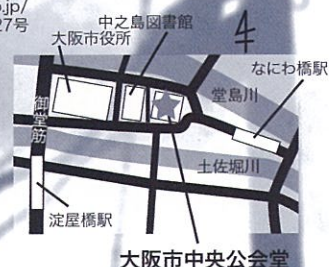 p.jp/
27号
中之島図書館
大阪市役所
なにわ橋駅
堂島川
御堂筋
土佐堀川
淀屋橋駅
大阪市中央公会堂